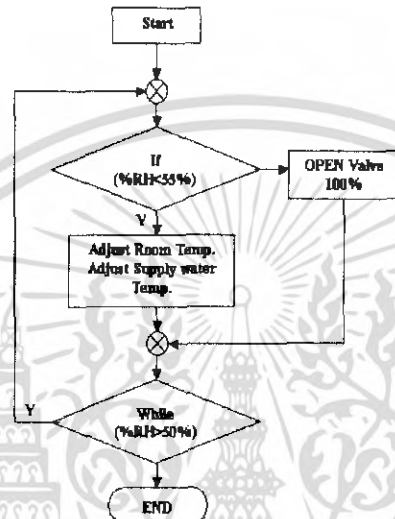 Start
If
(%RH<55%)
OPEN Valve
100%
Y
Adjust Room Temp.
Adjust Supply water
Temp.
Y
While
(%RH>50%)
END